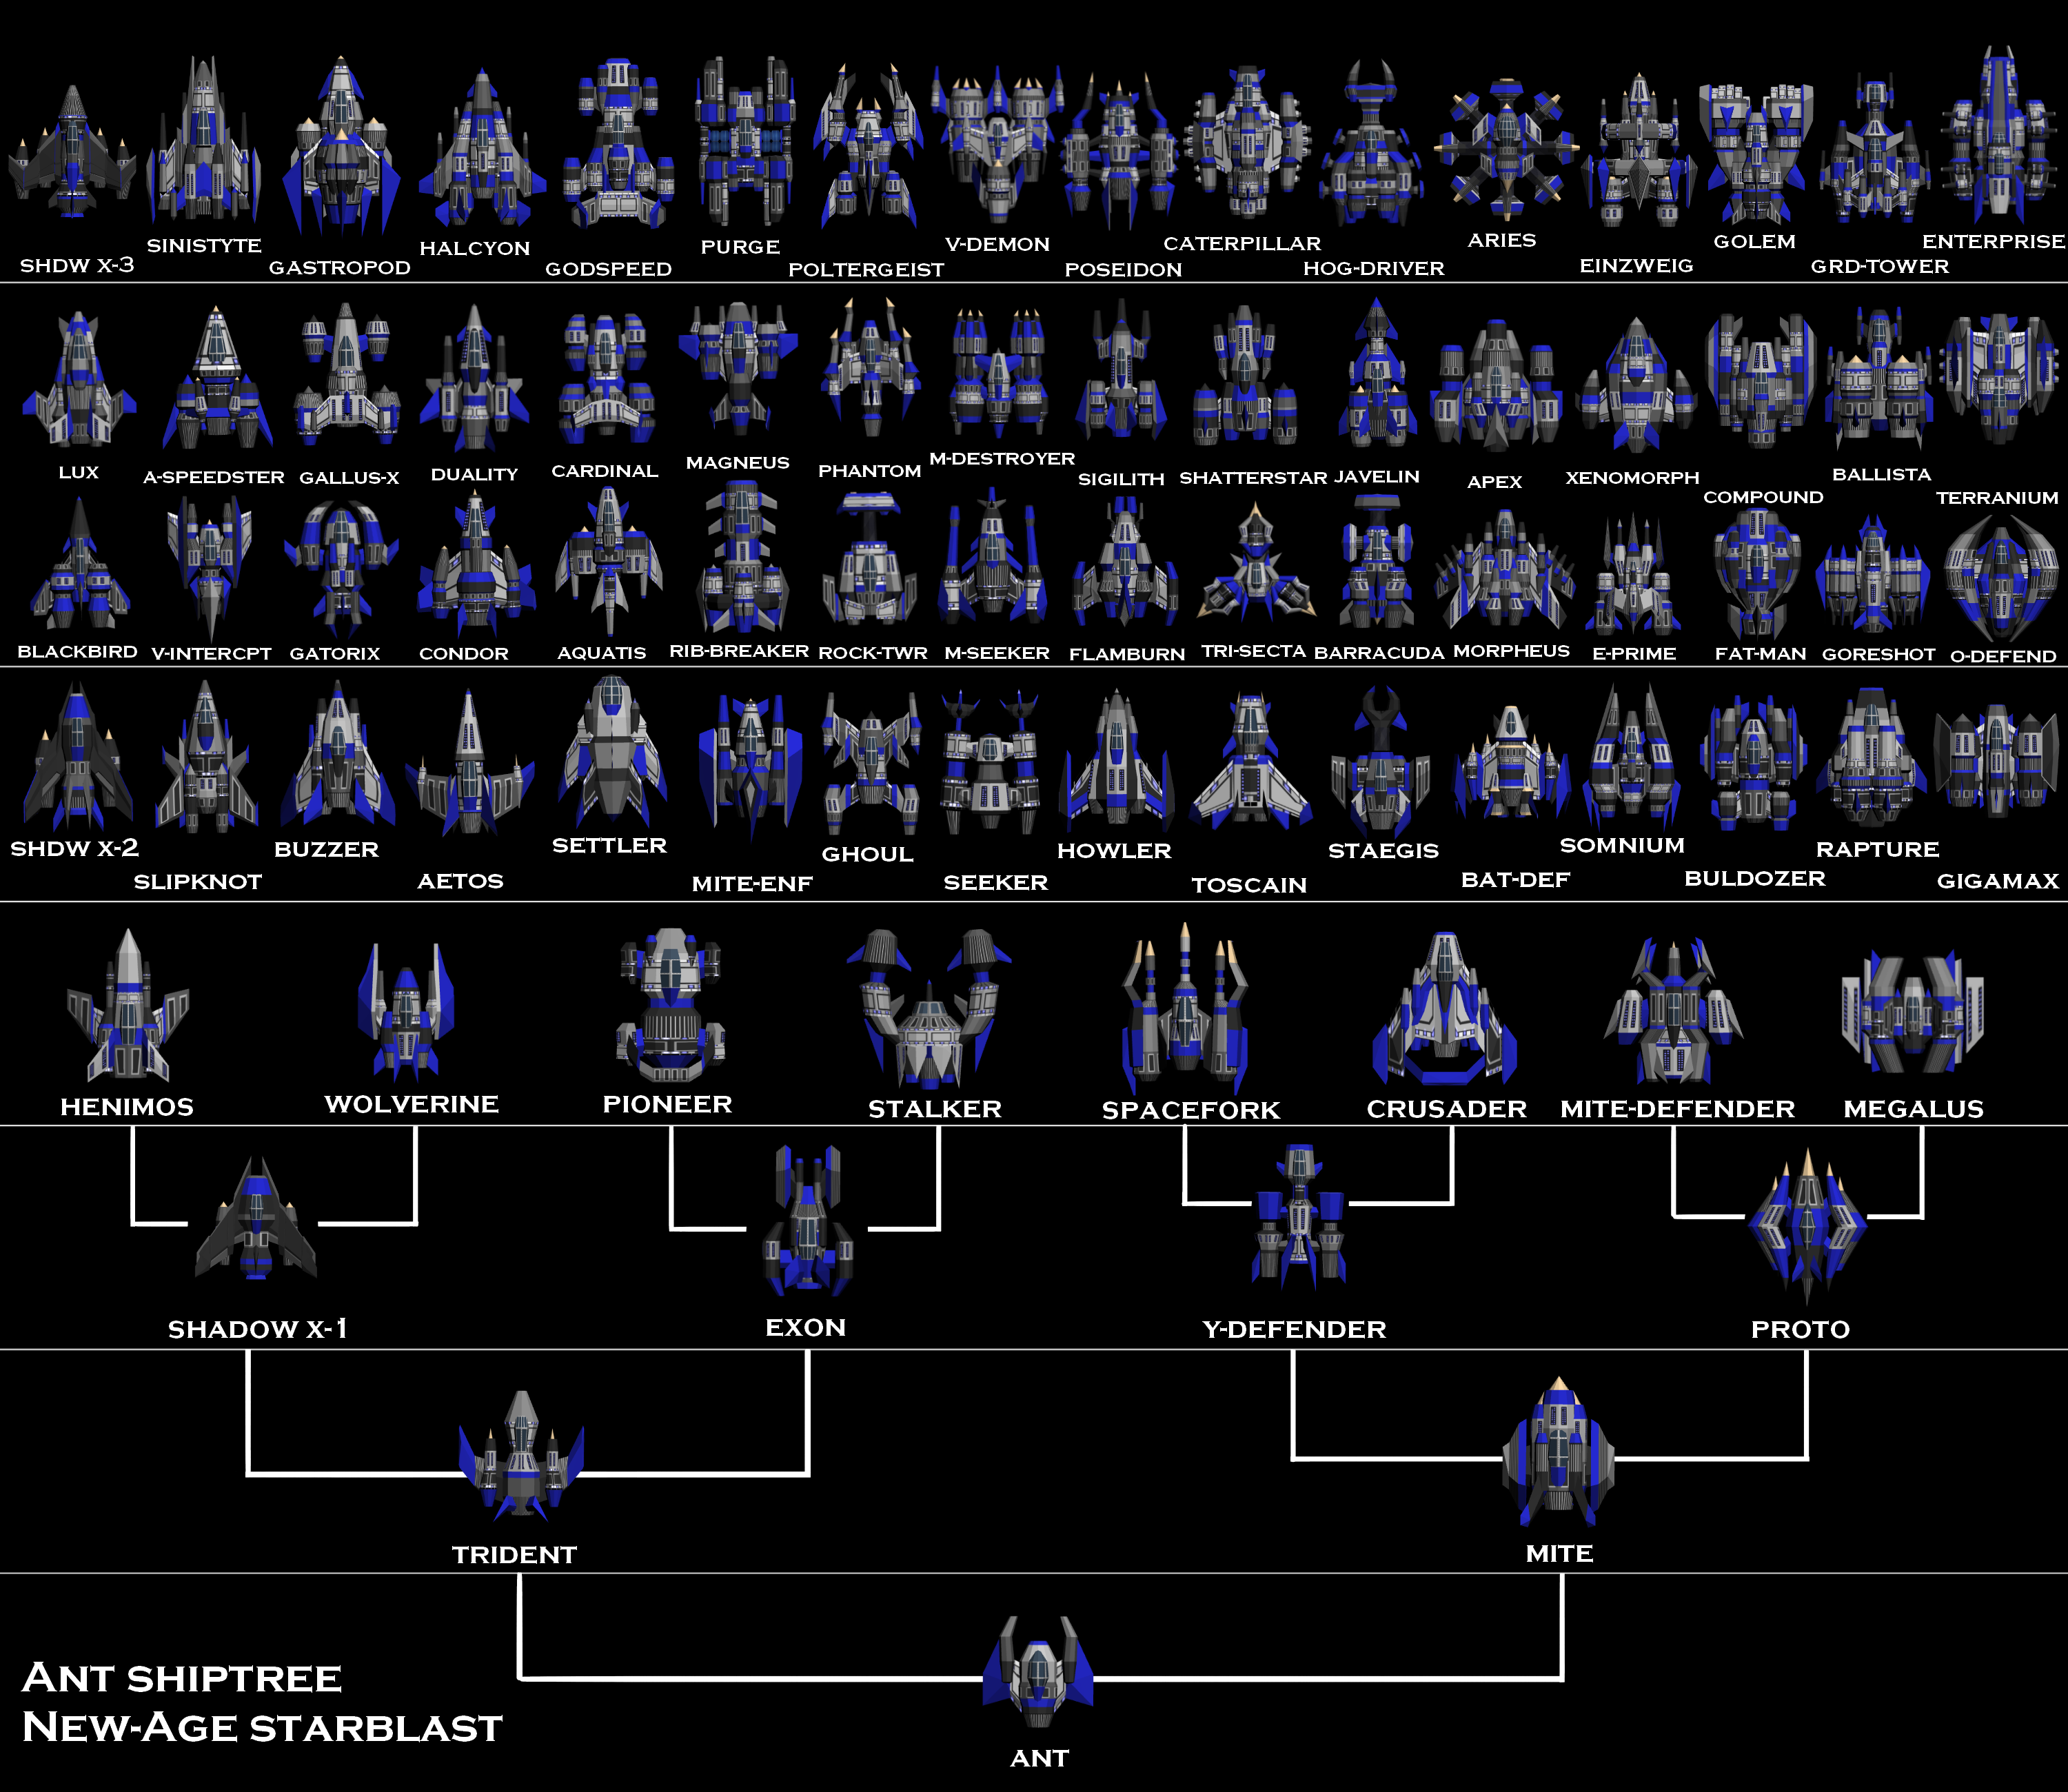 SHDW X-3
SINISTYTE
GASTROPOD
HALCYON
GODSPEED
PURGE
POLTERGEIST
V-DEMON
POSEIDON
CATERPILLAR
HOG-DRIVER
ARIES
EINZWEIG
GOLEM
GRD-TOWER
ENTERPRISE
LUX
A-SPEEDSTER
GALLUS-X
DUALITY
CARDINAL
MAGNEUS
PHANTOM
M-DESTROYER
SIGILITH
SHATTERSTAR
JAVELIN
APEX
XENOMORPH
COMPOUND
BALLISTA
TERRANIUM
BLACKBIRD
V-INTERCPT
GATORIX
CONDOR
AQUATIS
RIB-BREAKER
ROCK-TWR
M-SEEKER
FLAMBURN
TRI-SECTA
BARRACUDA
MORPHEUS
E-PRIME
FAT-MAN
GORESHOT
O-DEFEND
SHDW X-2
SLIPKNOT
BUZZER
AETOS
SETTLER
MITE-ENF
GHOUL
SEEKER
HOWLER
TOSCAIN
STAEGIS
BAT-DEF
SOMNIUM
BULDOZER
RAPTURE
GIGAMAX
HENIMOS
WOLVERINE
PIONEER
STALKER
SPACEFORK
CRUSADER
MITE-DEFENDER
MEGALUS
SHADOW X-1
EXON
Y-DEFENDER
PROTO
TRIDENT
MITE
ANT SHIPTREE
NEW-AGE STARBLAST
ANT